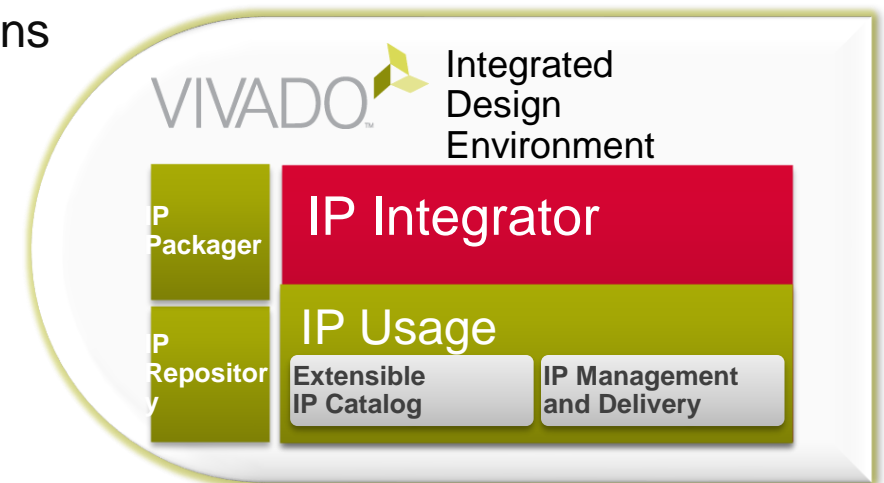 ns
VIVADO™
Integrated
Design
Environment
IP
Packager
IP Integrator
IP
Repositor
y
IP Usage
Extensible
IP Catalog
IP Management
and Delivery